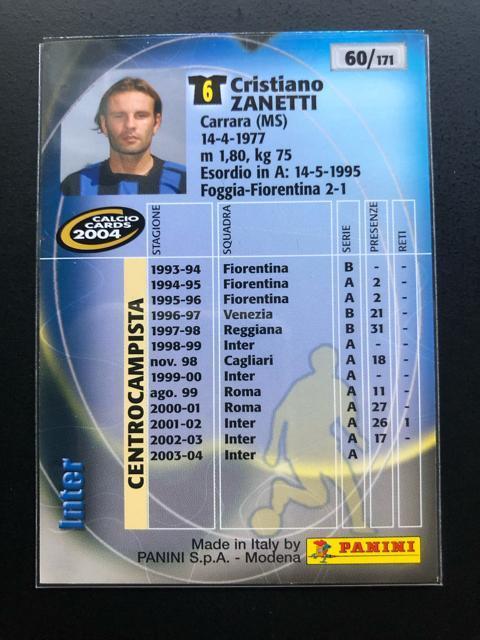 60/171
6
Cristiano
ZANETTI
Carrara (MS)
14-4-1977
m 1,80, kg 75
Esordio in A: 14-5-1995
Foggia-Fiorentina 2-1
CALCIO
CARDS
2004
STAGIONE SQUADRA SERIE PRESENZE RETI
1993-94 Fiorentina B - -
1994-95 Fiorentina A 2 -
1995-96 Fiorentina A 2 -
1996-97 Venezia B 21 -
1997-98 Reggiana B 31 -
1998-99 Inter A - -
nov. 98 Cagliari A 18 -
1999-00 Inter A - -
ago. 99 Roma A 11 -
2000-01 Roma A 27 -
2001-02 Inter A 26 1
2002-03 Inter A 17 -
2003-04 Inter A
CENTROCAMPISTA
Inter
Made in Italy by
PANINI S.p.A. - Modena
PANINI